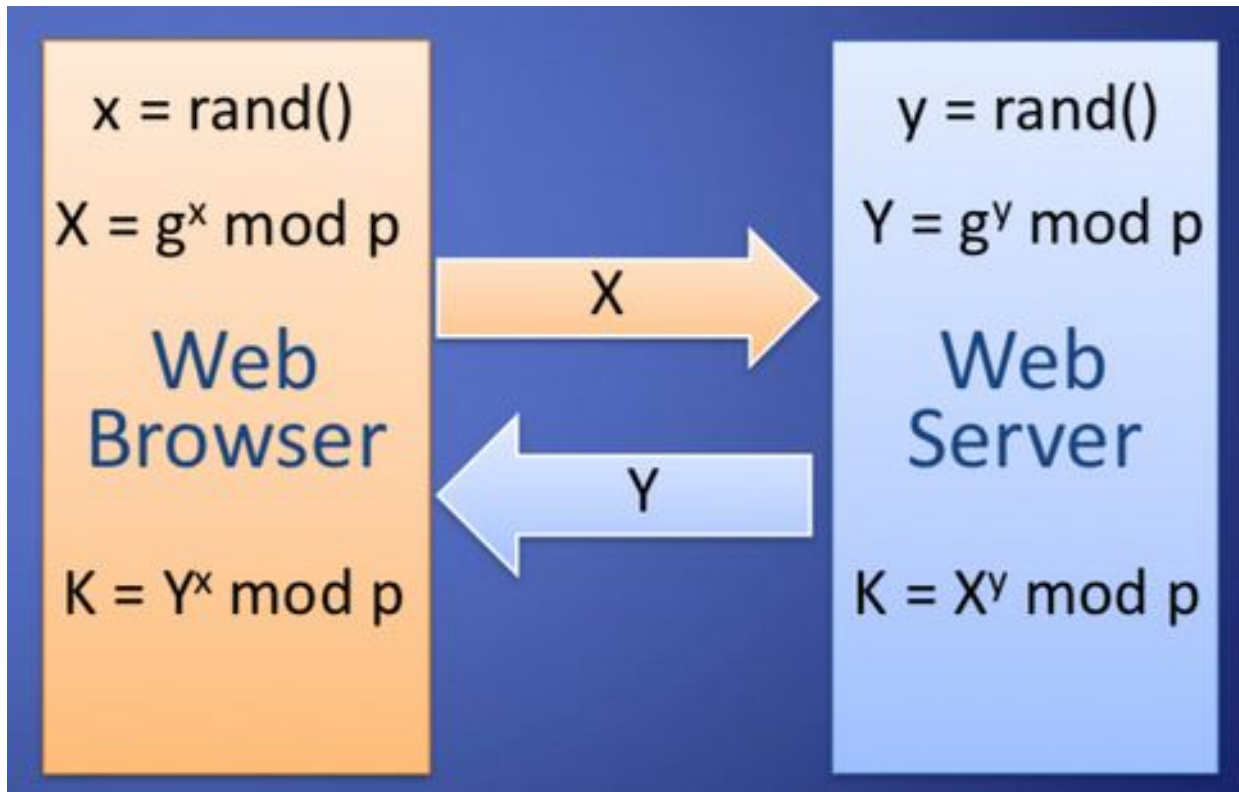 x = rand()
X = gˣ mod p
Web
Browser
K = Yˣ mod p
X
Y
y = rand()
Y = gʸ mod p
Web
Server
K = Xʸ mod p